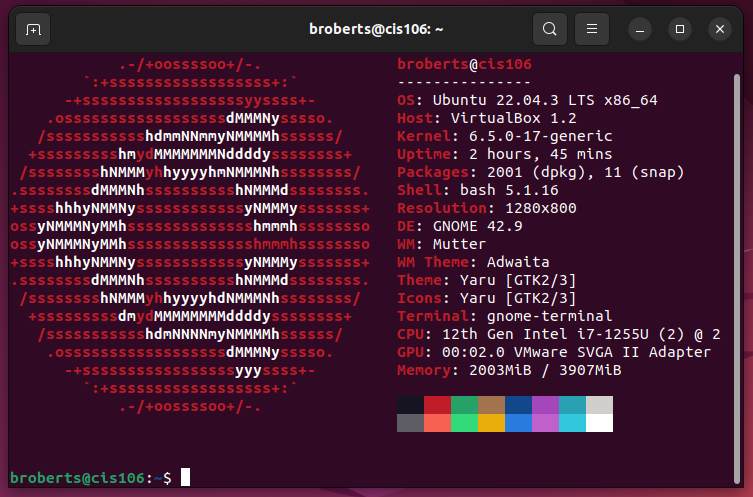 broberts@cis106: ~
            .-/+oossssoo+/-.               broberts@cis106
        `:+ssssssssssssssssss+:`           ---------------
      -+ssssssssssssssssssyyssss+-         OS: Ubuntu 22.04.3 LTS x86_64
    .ossssssssssssssssssdMMMNysssso.       Host: VirtualBox 1.2
   /ssssssssssshdmmNNmmyNMMMMhssssss/      Kernel: 6.5.0-17-generic
  +ssssssssshmydMMMMMMMNddddyssssssss+     Uptime: 2 hours, 45 mins
 /sssssssshNMMMyhhyyyyhmNMMMNhssssssss/    Packages: 2001 (dpkg), 11 (snap)
.ssssssssdMMMNhsssssssssshNMMMdssssssss.   Shell: bash 5.1.16
+sssshhhyNMMNyssssssssssssyNMMMysssssss+   Resolution: 1280x800
ossyNMMMNyMMhsssssssssssssshmmmhssssssso   DE: GNOME 42.9
ossyNMMMNyMMhsssssssssssssshmmmhssssssso   WM: Mutter
+sssshhhyNMMNyssssssssssssyNMMMysssssss+   WM Theme: Adwaita
.ssssssssdMMMNhsssssssssshNMMMdssssssss.   Theme: Yaru [GTK2/3]
 /sssssssshNMMMyhhyyyyhdNMMMNhssssssss/    Icons: Yaru [GTK2/3]
  +sssssssssdmydMMMMMMMMddddyssssssss+     Terminal: gnome-terminal
   /ssssssssssshdmNNNNmyNMMMMhssssss/      CPU: 12th Gen Intel i7-1255U (2) @ 2
    .ossssssssssssssssssdMMMNysssso.       GPU: 00:02.0 VMware SVGA II Adapter
      -+sssssssssssssssssyyyssss+-         Memory: 2003MiB / 3907MiB
        `:+ssssssssssssssssss+:`
            .-/+oossssoo+/-.
broberts@cis106:~$